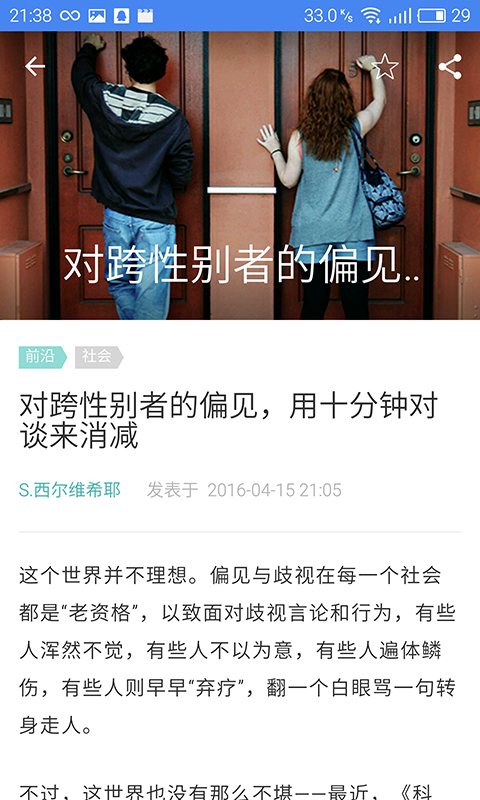 21:38
33.0 K/s
29
对跨性别者的偏见..
前沿
社会
对跨性别者的偏见，用十分钟对
谈来消减
S.西尔维希耶 发表于 2016-04-15 21:05
这个世界并不理想。偏见与歧视在每一个社会
都是“老资格”，以致面对歧视言论和行为，有些
人浑然不觉，有些人不以为意，有些人遍体鳞
伤，有些人则早早“弃疗”，翻一个白眼骂一句转
身走人。
不过，这世界也没有那么不堪——最近，《科